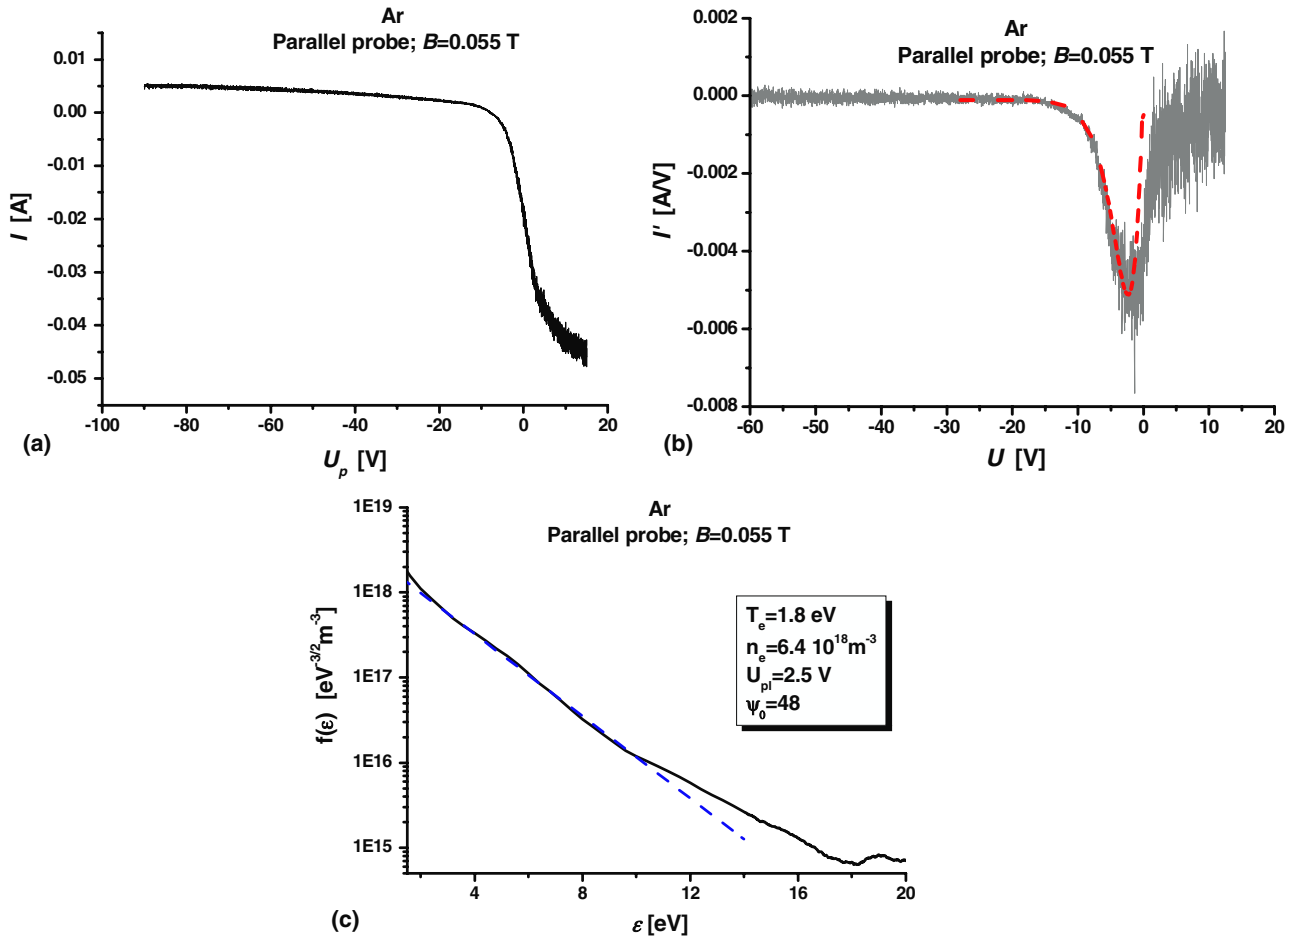 Ar
Parallel probe; B=0.055 T
0.01
0.00
-0.01
-0.02
-0.03
-0.04
-0.05
I [A]
-100
-80
-60
-40
-20
0
20
U_p [V]
(a)
Ar
Parallel probe; B=0.055 T
0.002
0.000
-0.002
-0.004
-0.006
-0.008
I' [A/V]
-60
-50
-40
-30
-20
-10
0
10
20
U [V]
(b)
Ar
Parallel probe; B=0.055 T
1E19
1E18
1E17
1E16
1E15
f(ε) [eV^-3/2 m^-3]
T_e=1.8 eV
n_e=6.4 10^18 m^-3
U_pl=2.5 V
ψ_0=48
4
8
12
16
20
ε [eV]
(c)